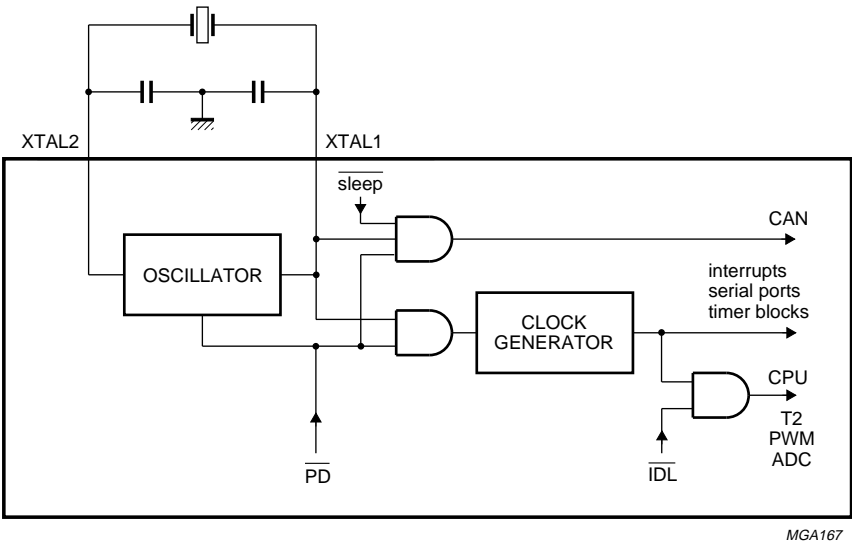 XTAL2
XTAL1
sleep
CAN
OSCILLATOR
interrupts
serial ports
timer blocks
CLOCK
GENERATOR
CPU
T2
PWM
ADC
PD
IDL
MGA167